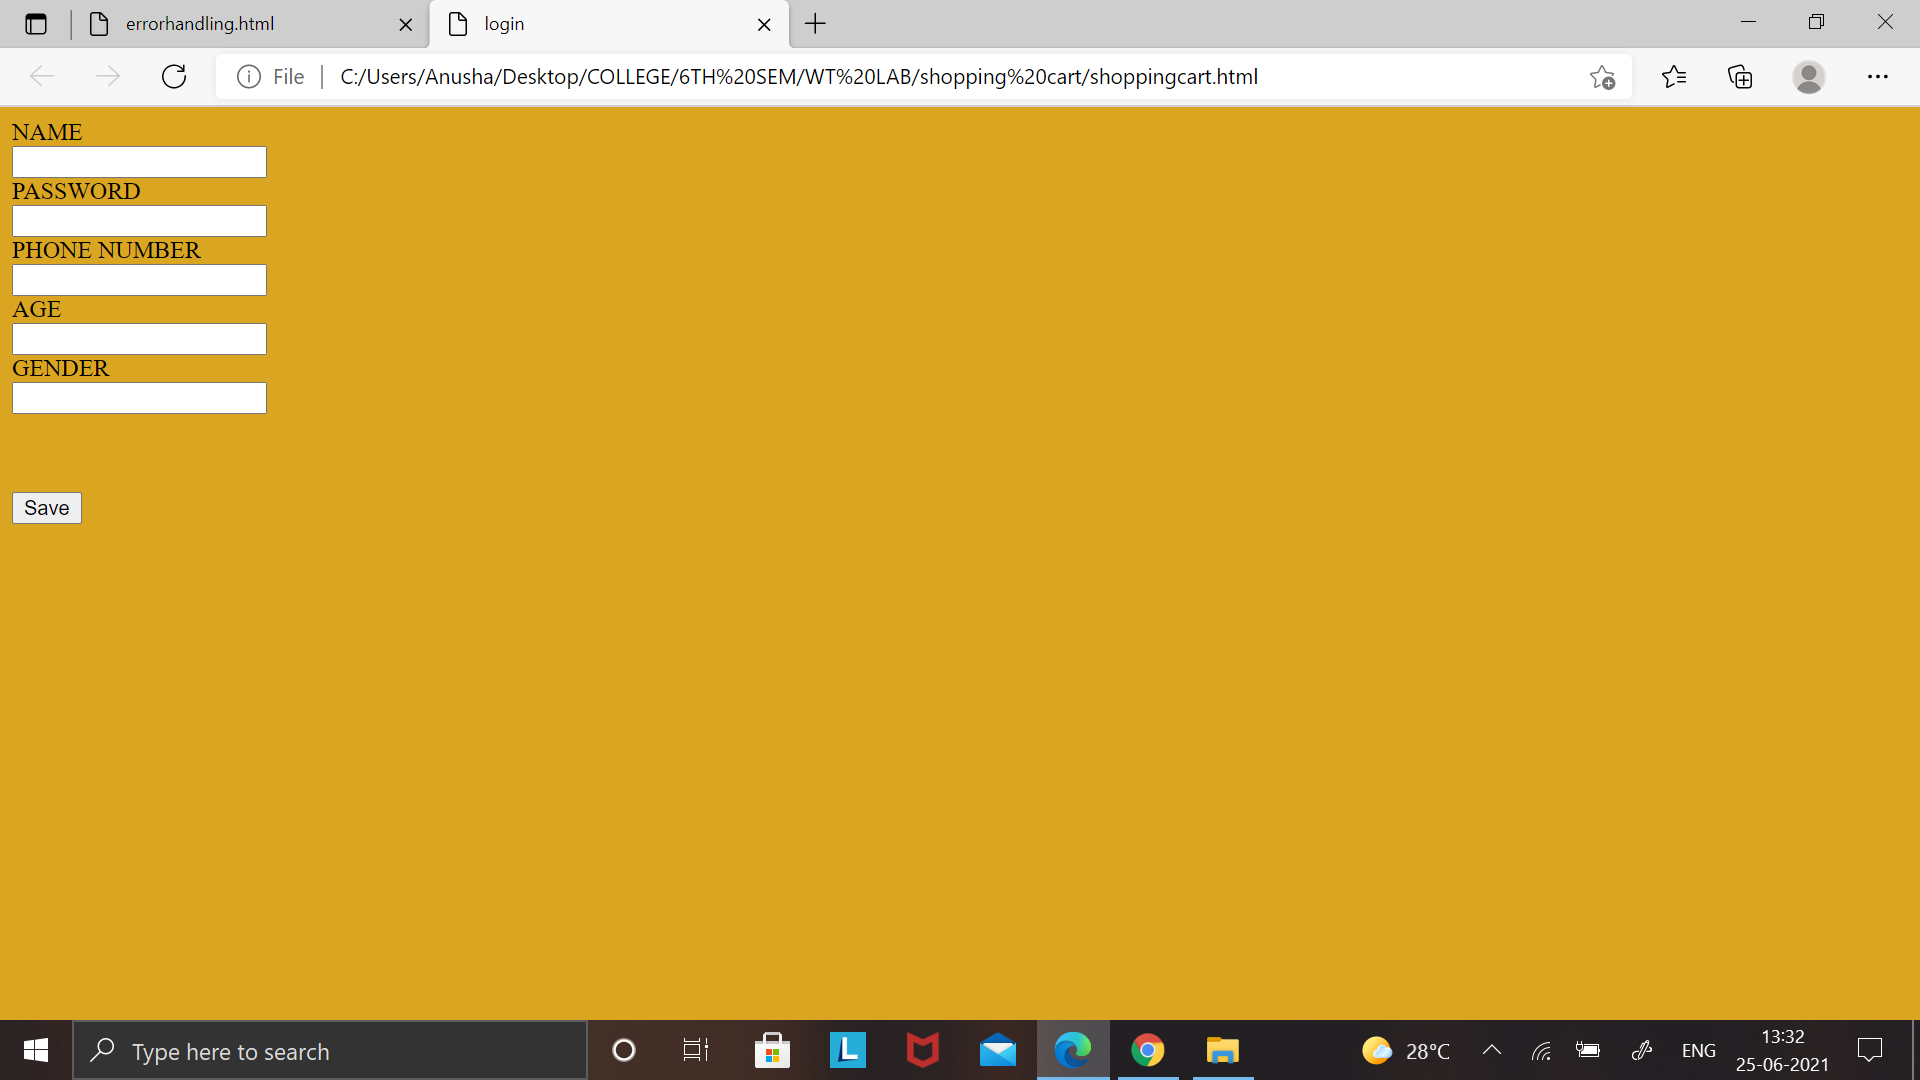 errorhandling.html
login
File
C:/Users/Anusha/Desktop/COLLEGE/6TH%20SEM/WT%20LAB/shopping%20cart/shoppingcart.html
NAME
PASSWORD
PHONE NUMBER
AGE
GENDER
Save
Type here to search
L
28°C
ENG
13:32
25-06-2021